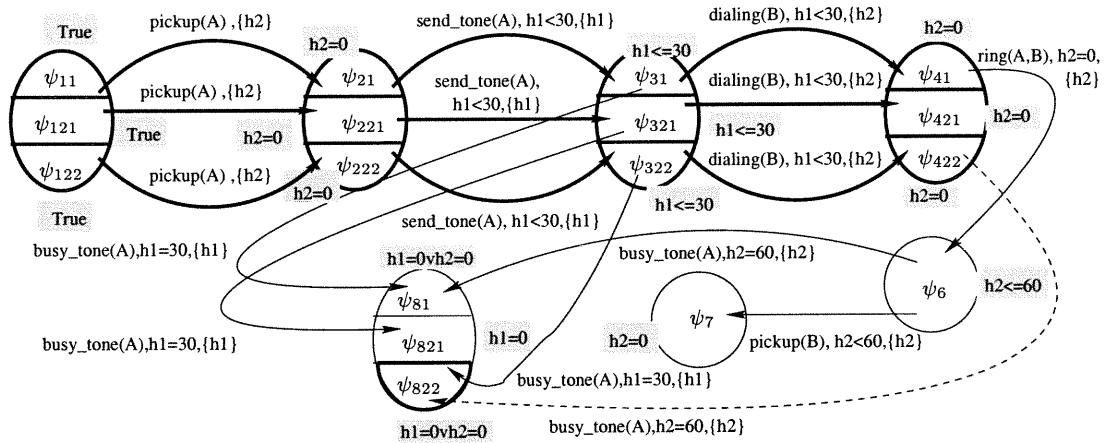 True
pickup(A) ,{h2}
send_tone(A), h1<30,{h1}
dialing(B), h1<30,{h2}
h2=0
h2=0
h1<=30
ring(A,B), h2=0,
{h2}
ψ11
ψ21
ψ31
ψ41
pickup(A) ,{h2}
send_tone(A),
h1<30,{h1}
dialing(B), h1<30,{h2}
ψ121
True
h2=0
ψ221
ψ321
h1<=30
ψ421
h2=0
ψ122
pickup(A) ,{h2}
ψ222
ψ322
dialing(B), h1<30,{h2}
ψ422
h2=0
h1<=30
h2=0
True
send_tone(A), h1<30,{h1}
busy_tone(A),h1=30,{h1}
busy_tone(A),h2=60,{h2}
h1=0vh2=0
ψ81
ψ6
h2<=60
ψ7
h2=0
ψ821
h1=0
pickup(B), h2<60,{h2}
busy_tone(A),h1=30,{h1}
ψ822
busy_tone(A),h1=30,{h1}
h1=0vh2=0
busy_tone(A),h2=60,{h2}